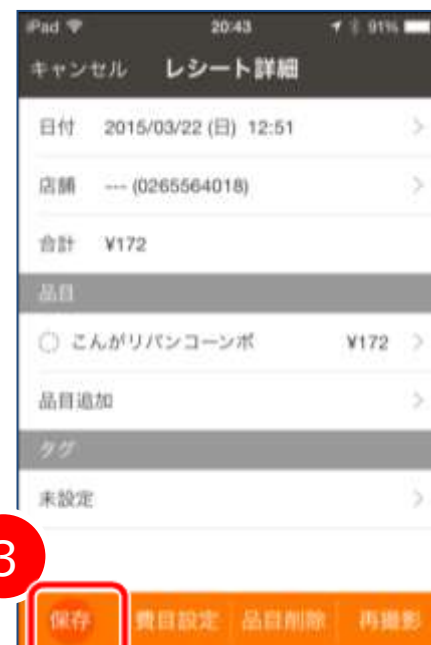 iPad 20:43 91%
キャンセル レシート詳細
日付 2015/03/22 (日) 12:51
店舗 --- (0265564018)
合計 ¥172
品目
こんがリパンコーンポ ¥172
品目追加
タグ
未設定
3
保存 費目設定 品目削除 再撮影